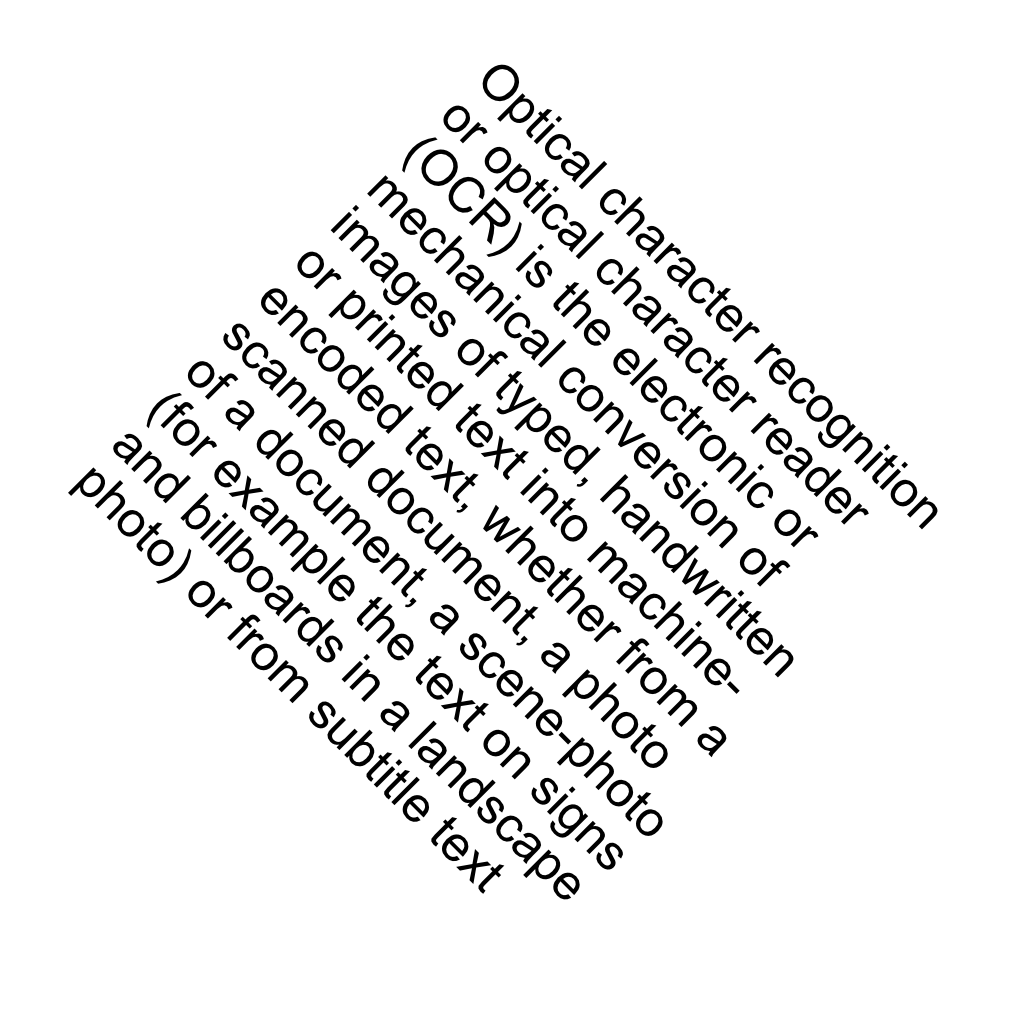 Optical character recognition
or optical character reader
(OCR) is the electronic or
mechanical conversion of
images of typed, handwritten
or printed text into machine-
encoded text, whether from a
scanned document, a photo
of a document, a scene-photo
(for example the text on signs
and billboards in a landscape
photo) or from subtitle text